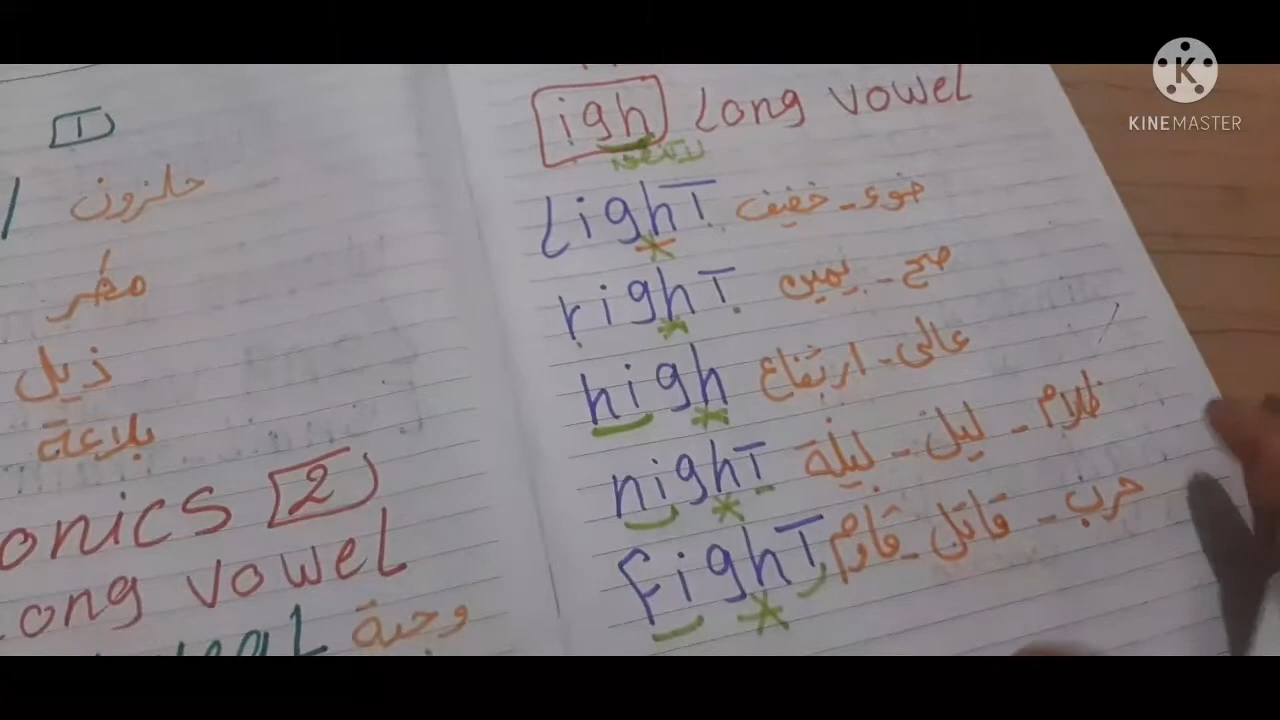 1
حلزون
مطر
ذيل
بلاعة
onics 2
ong vowel
وجبة
igh Long vowel
LighT ضوء - خفيف
righT صح - يمين
high عالى - ارتفاع
nighT ظلام - ليل - ليلة
FighT حرب - قاتل - قاوم
K
KINEMASTER